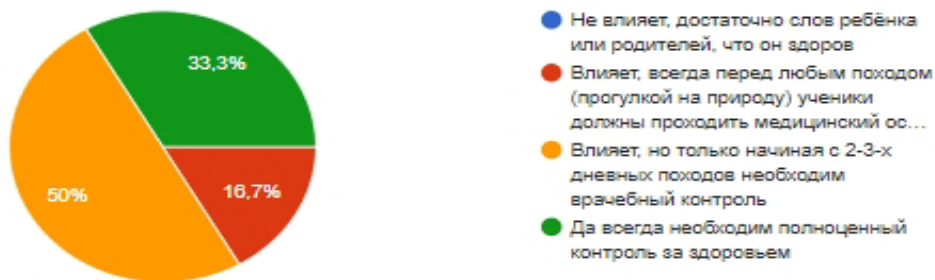 33,3%
50%
16,7%
Не влияет, достаточно слов ребёнка
или родителей, что он здоров
Влияет, всегда перед любым походом
(прогулкой на природу) ученики
должны проходить медицинский ос...
Влияет, но только начиная с 2-3-х
дневных походов необходим
врачебный контроль
Да всегда необходим полноценный
контроль за здоровьем